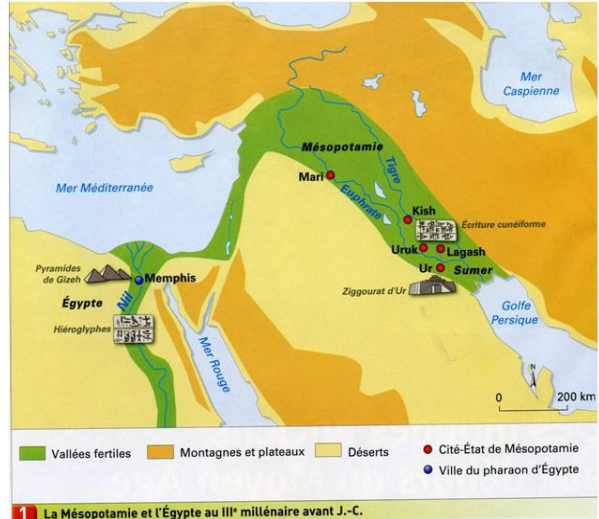 Mer
Caspienne
Mésopotamie
Tigre
Mari
Mer Méditerranée
Euphrate
Kish
Écriture cunéiforme
Uruk
Lagash
Ur
Sumer
Ziggourat d'Ur
Pyramides
de Gizeh
Memphis
Égypte
Nil
Hiéroglyphes
Golfe
Persique
Mer Rouge
N
0 200 km
Vallées fertiles
Montagnes et plateaux
Déserts
Cité-État de Mésopotamie
Ville du pharaon d'Égypte
1 La Mésopotamie et l'Égypte au IIIᵉ millénaire avant J.-C.